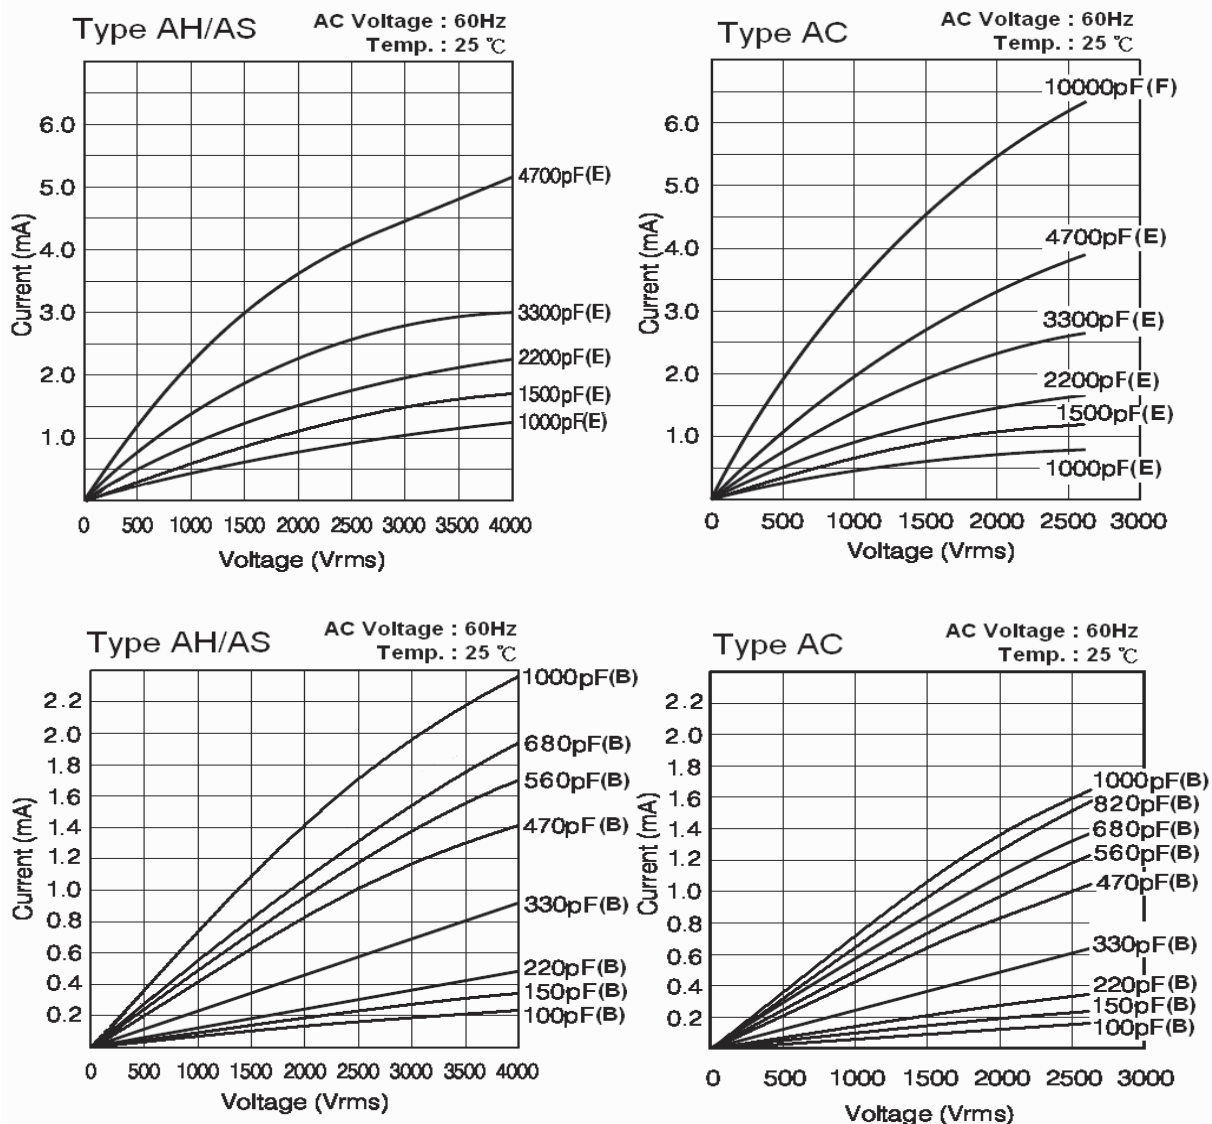 Type AH/AS
AC Voltage : 60Hz
Temp. : 25 ℃
6.0
5.0
4.0
3.0
2.0
1.0
Current (mA)
4700pF(E)
3300pF(E)
2200pF(E)
1500pF(E)
1000pF(E)
0 500 1000 1500 2000 2500 3000 3500 4000
Voltage (Vrms)
Type AC
AC Voltage : 60Hz
Temp. : 25 ℃
6.0
5.0
4.0
3.0
2.0
1.0
Current (mA)
10000pF(F)
4700pF(E)
3300pF(E)
2200pF(E)
1500pF(E)
1000pF(E)
0 500 1000 1500 2000 2500 3000
Voltage (Vrms)
Type AH/AS
AC Voltage : 60Hz
Temp. : 25 ℃
2.2
2.0
1.8
1.6
1.4
1.2
1.0
0.8
0.6
0.4
0.2
Current (mA)
1000pF(B)
680pF(B)
560pF(B)
470pF(B)
330pF(B)
220pF(B)
150pF(B)
100pF(B)
0 500 1000 1500 2000 2500 3000 3500 4000
Voltage (Vrms)
Type AC
AC Voltage : 60Hz
Temp. : 25 ℃
2.2
2.0
1.8
1.6
1.4
1.2
1.0
0.8
0.6
0.4
0.2
Current (mA)
1000pF(B)
820pF(B)
680pF(B)
560pF(B)
470pF(B)
330pF(B)
220pF(B)
150pF(B)
100pF(B)
0 500 1000 1500 2000 2500 3000
Voltage (Vrms)